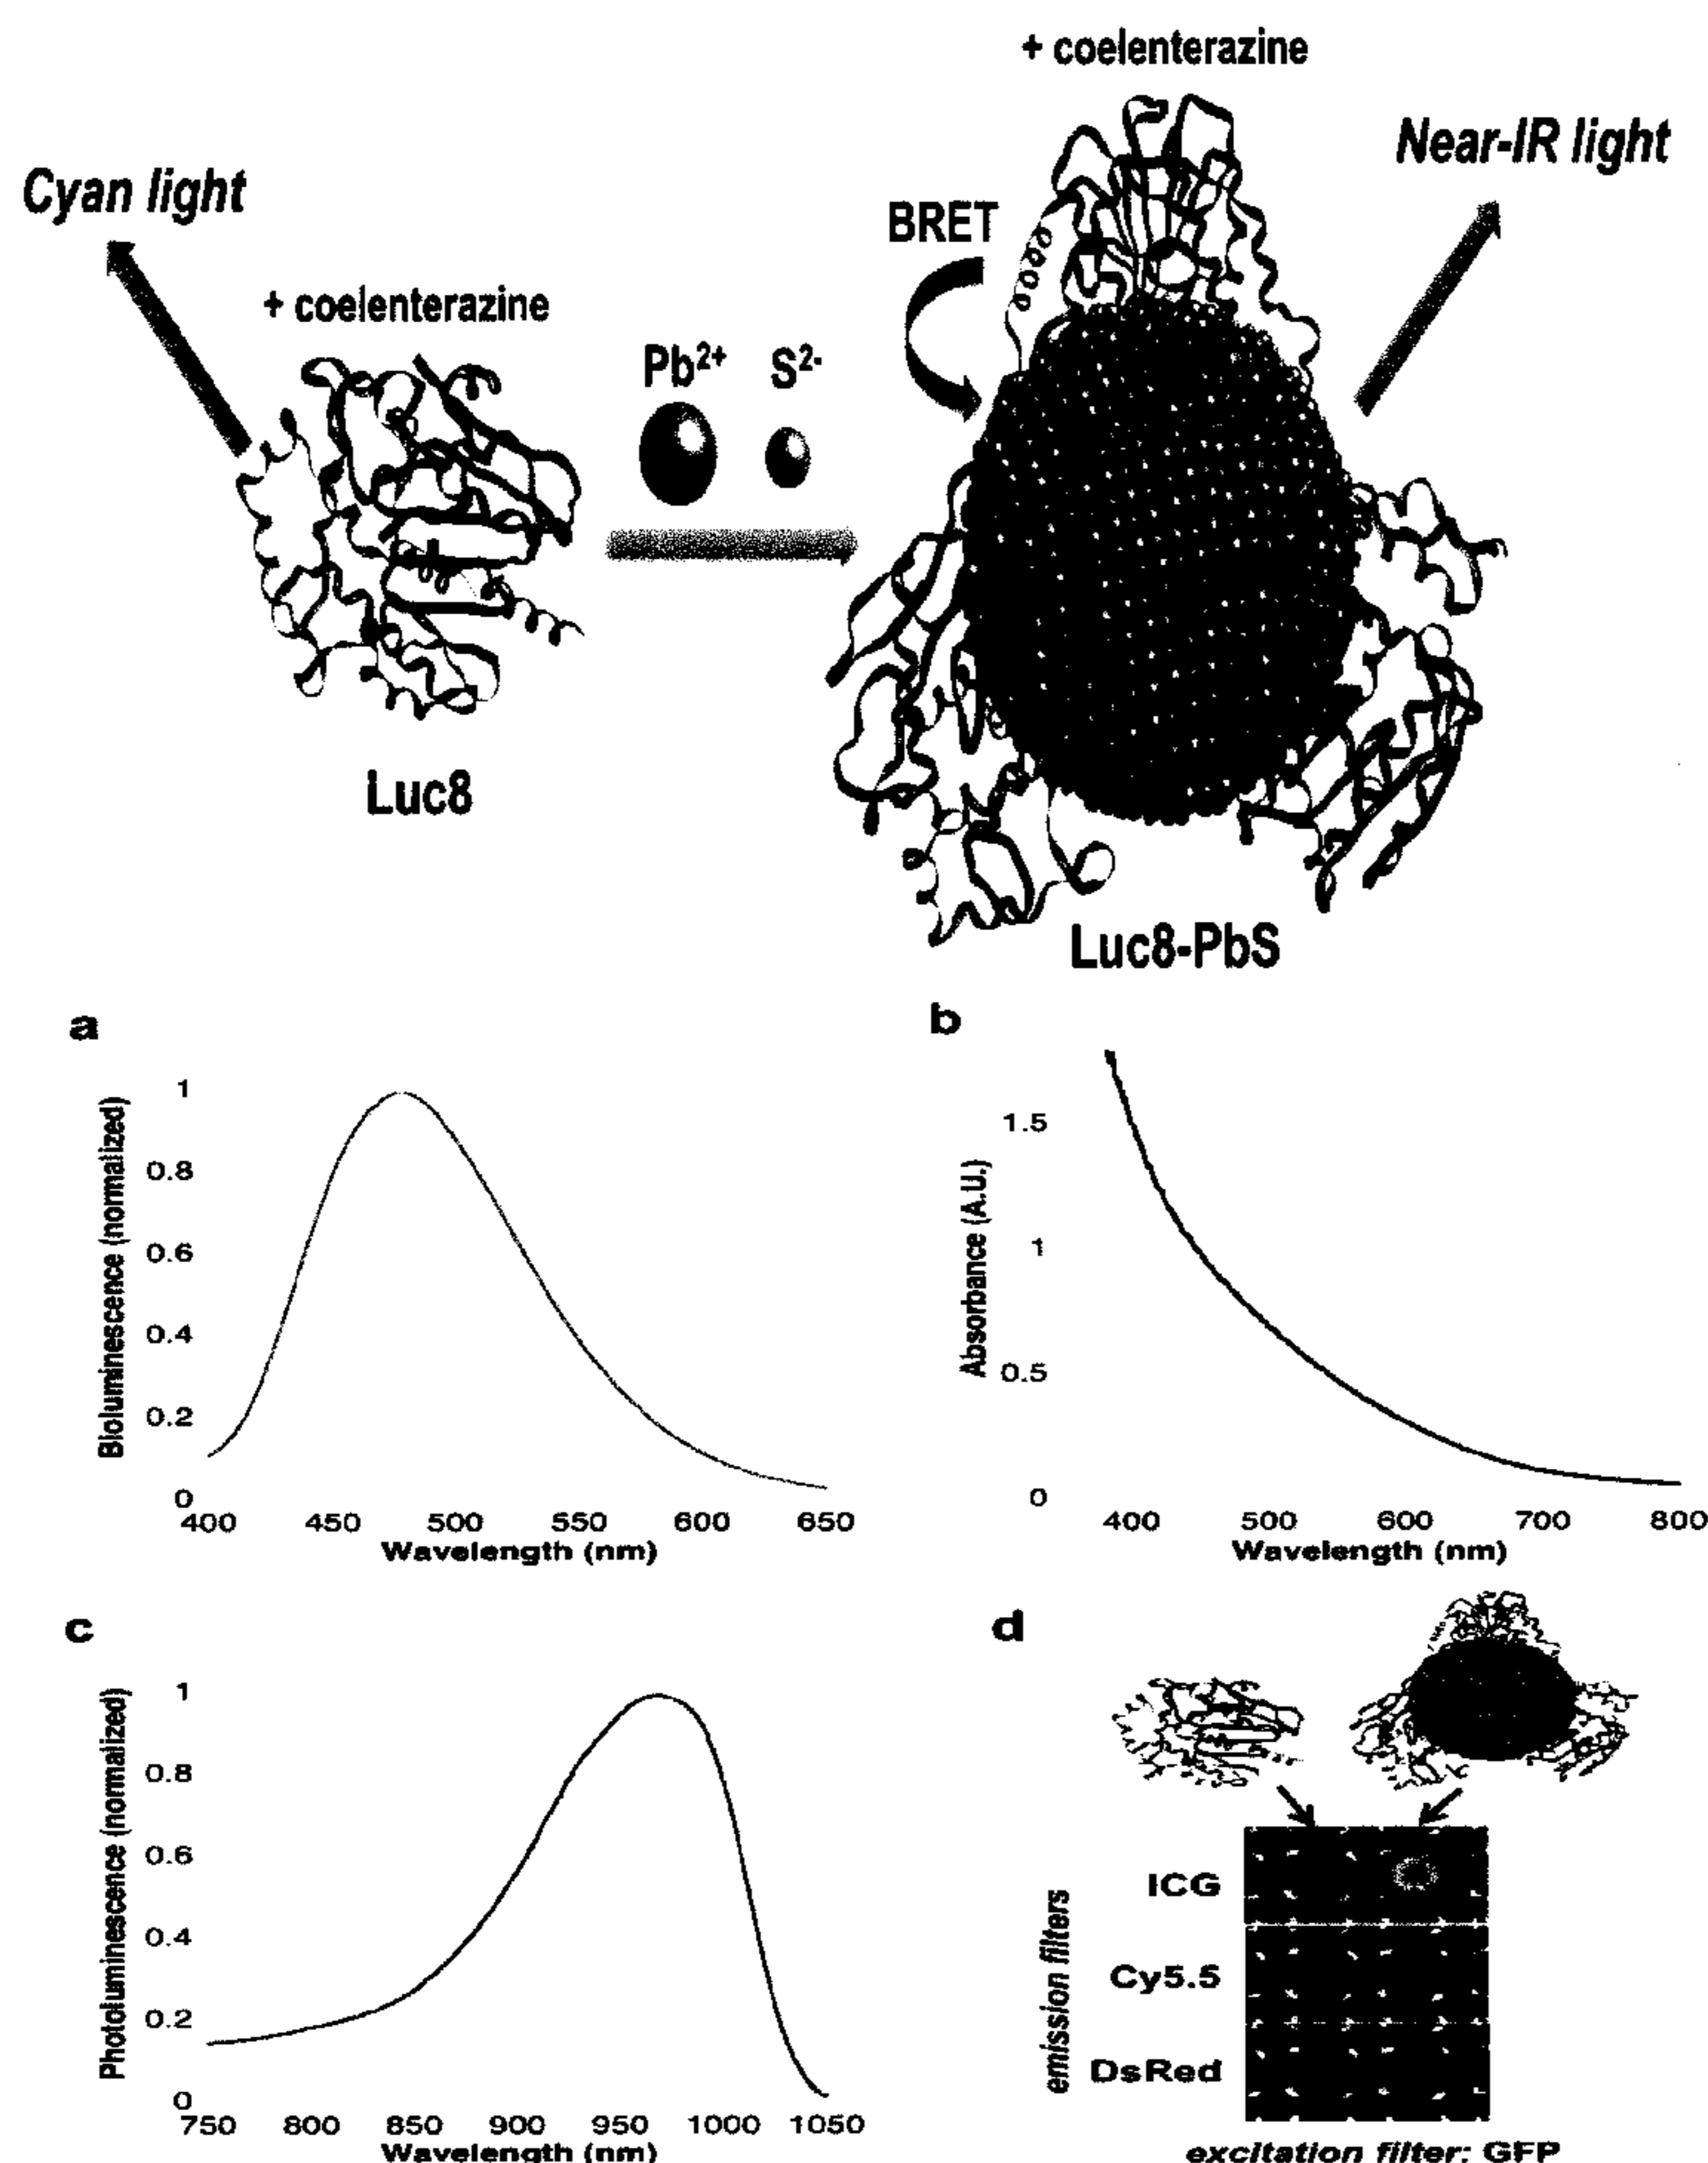 + coelenterazine
Near-IR light
Cyan light
BRET
+ coelenterazine
Pb²⁺ S²⁻
Luc8
Luc8-PbS
a
Bioluminescence (normalized)
1
0.8
0.6
0.4
0.2
0
400 450 500 550 600 650
Wavelength (nm)
b
Absorbance (A.U.)
1.5
1
0.5
0
400 500 600 700 800
Wavelength (nm)
c
Photoluminescence (normalized)
1
0.8
0.6
0.4
0.2
0
750 800 850 900 950 1000 1050
Wavelength (nm)
d
emission filters
ICG
Cy5.5
DsRed
excitation filter: GFP